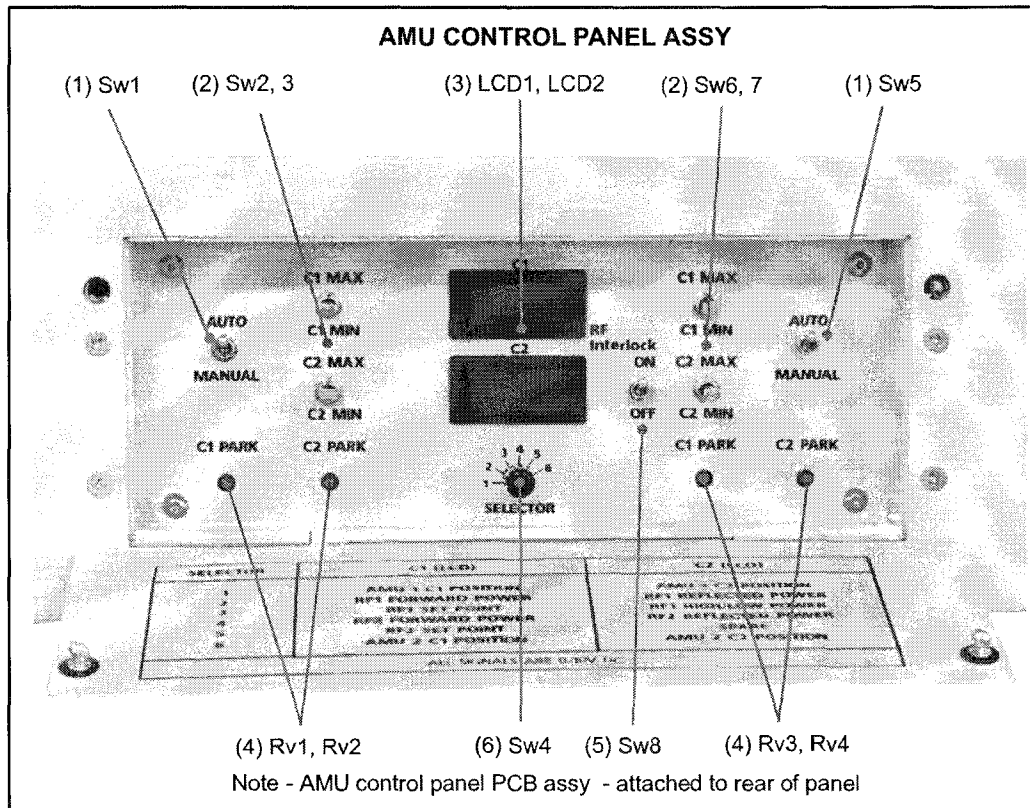 AMU CONTROL PANEL ASSY
(1) Sw1
(2) Sw2, 3
(3) LCD1, LCD2
(2) Sw6, 7
(1) Sw5
C1 MAX
C1
C1 MAX
AUTO
C1 MIN
RF
Interlock
C1 MIN
AUTO
C2 MAX
C2
ON
C2 MAX
MANUAL
MANUAL
C2 MIN
OFF
C2 MIN
C1 PARK
C2 PARK
C1 PARK
C2 PARK
1 2 3 4 5 6
SELECTOR
SELECTOR
C1 (LCD)
C2 (LCD)
AMU 1 C1 POSITION
RF1 FORWARD POWER
RF1 REFLECTED POWER
RF1 SET POINT
RF2 FORWARD POWER
RF2 REFLECTED POWER
RF2 SET POINT
SPARE
AMU 2 C1 POSITION
AMU 2 C1 POSITION
ALL SIGNALS ARE 0-10V DC
(4) Rv1, Rv2
(6) Sw4
(5) Sw8
(4) Rv3, Rv4
Note - AMU control panel PCB assy - attached to rear of panel